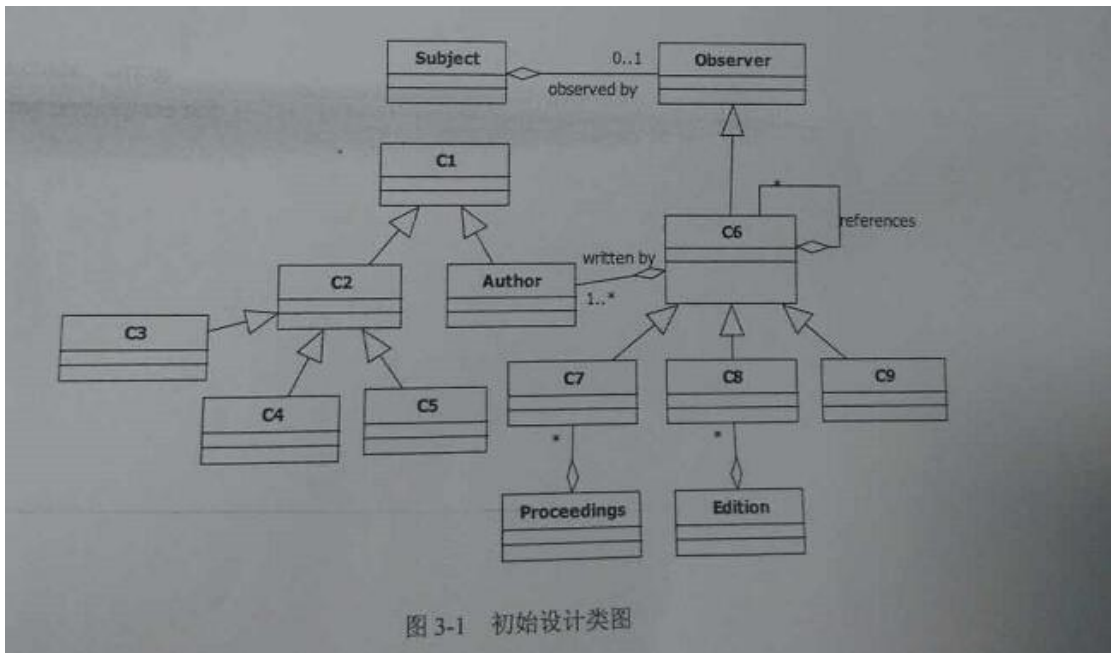 Subject
0..1
Observer
observed by
C1
*
references
C6
written by
1..*
C2
Author
C3
C4
C5
C7
C8
C9
*
*
Proceedings
Edition
图 3-1 初始设计类图